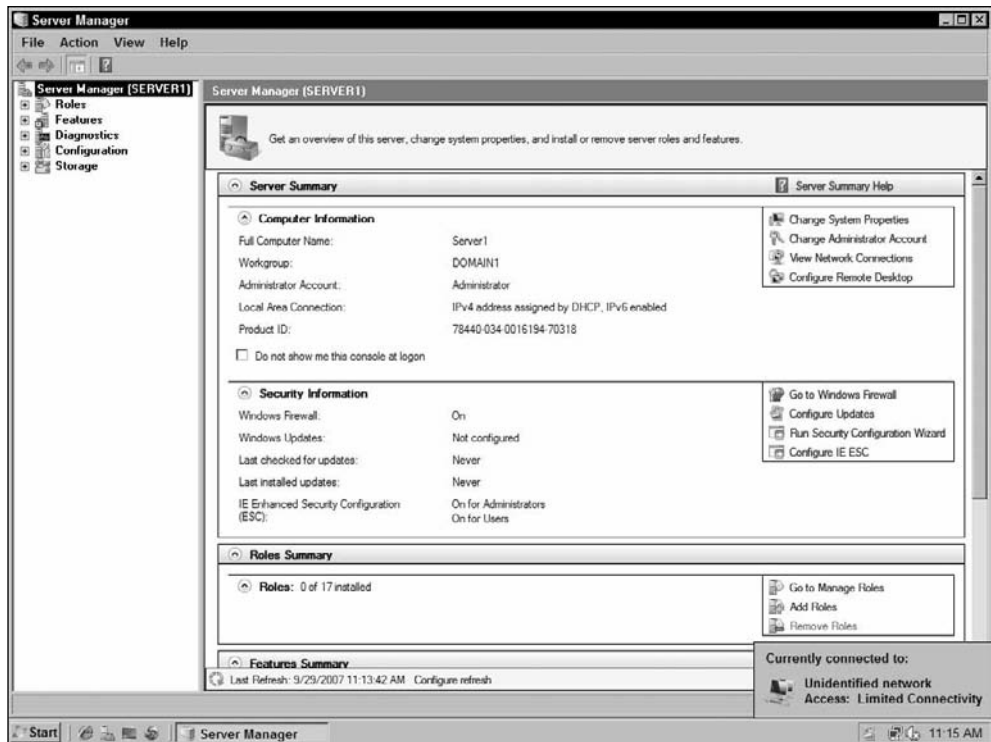 Server Manager
File Action View Help
Server Manager (SERVER1)
Roles
Features
Diagnostics
Configuration
Storage
Server Manager (SERVER1)
Get an overview of this server, change system properties, and install or remove server roles and features.
Server Summary
Server Summary Help
Computer Information
Full Computer Name: Server1
Workgroup: DOMAIN1
Administrator Account: Administrator
Local Area Connection: IPv4 address assigned by DHCP, IPv6 enabled
Product ID: 78440-034-0016194-70318
Do not show me this console at logon
Change System Properties
Change Administrator Account
View Network Connections
Configure Remote Desktop
Security Information
Windows Firewall: On
Windows Updates: Not configured
Last checked for updates: Never
Last installed updates: Never
IE Enhanced Security Configuration (ESC): On for Administrators
On for Users
Go to Windows Firewall
Configure Updates
Run Security Configuration Wizard
Configure IE ESC
Roles Summary
Roles: 0 of 17 installed
Go to Manage Roles
Add Roles
Remove Roles
Features Summary
Last Refresh: 9/29/2007 11:13:42 AM Configure refresh
Currently connected to:
Unidentified network
Access: Limited Connectivity
Start
Server Manager
11:15 AM